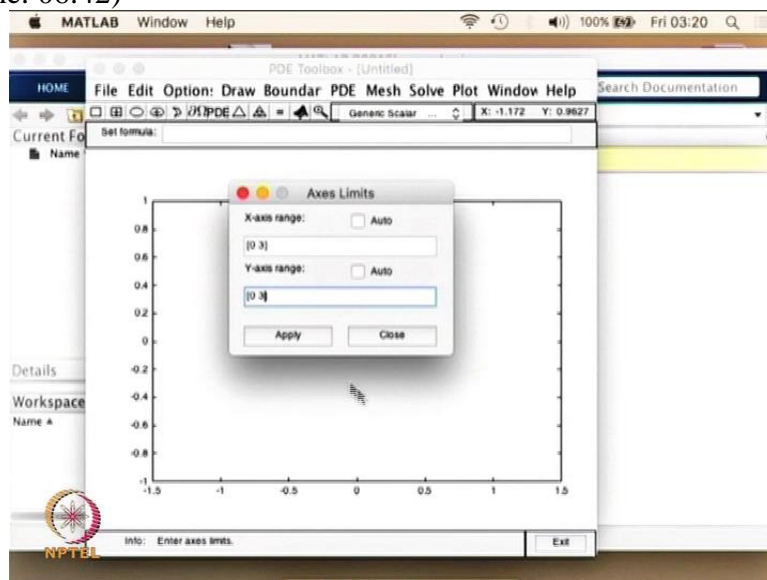 MATLAB Window Help 100% Fri 03:20
PDE Toolbox - [Untitled]
HOME
File Edit Option: Draw Boundar PDE Mesh Solve Plot Window Help
Search Documentation
PDE = Generic Scalar ... X: -1.172 Y: 0.9627
Current Fo
Set formula:
Name
Axes Limits
X-axis range: Auto
[0 3]
Y-axis range: Auto
[0 3]
Apply Close
1
0.8
0.6
0.4
0.2
0
-0.2
-0.4
-0.6
-0.8
-1
-1.5 -1 -0.5 0 0.5 1 1.5
Details
Workspace
Name
Info: Enter axes limits. Exit
NPTEL